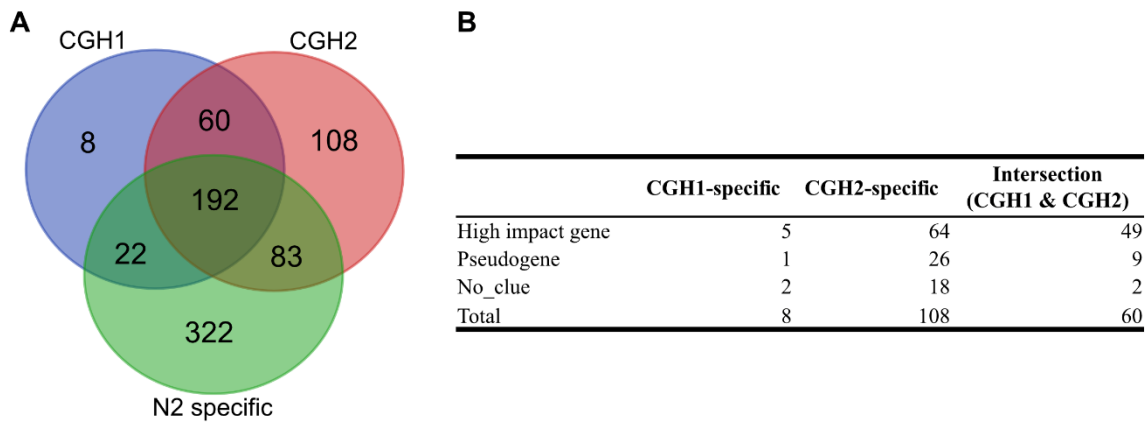 A
CGH1
CGH2
60
8
108
192
22
83
322
N2 specific
B
CGH1-specific CGH2-specific Intersection (CGH1 & CGH2)
High impact gene 5 64 49
Pseudogene 1 26 9
No_clue 2 18 2
Total 8 108 60